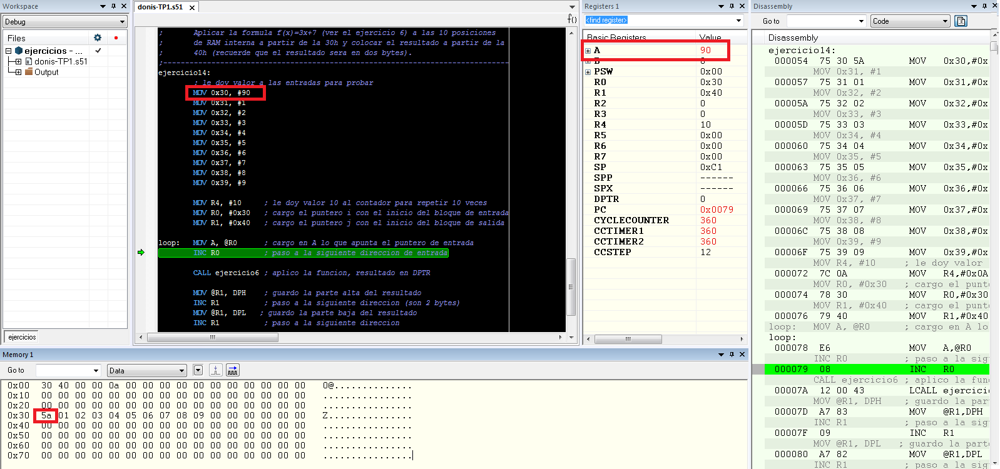 Workspace
Debug
Files
ejercicios - ...
donis-TP1.s51
Output
ejercicios
donis-TP1.s51
f()
;       Aplicar la formula f(x)=3x+7 (ver el ejercicio 6) a las 10 posiciones
;       de RAM interna a partir de la 30h y colocar el resultado a partir de la
;       40h (recuerde que el resultado sera en dos bytes).
;-----------------------------------------------------------------------------
ejercicio14:
; le doy valor a las entradas para probar
MOV 0x30, #90
MOV 0x31, #1
MOV 0x32, #2
MOV 0x33, #3
MOV 0x34, #4
MOV 0x35, #5
MOV 0x36, #6
MOV 0x37, #7
MOV 0x38, #8
MOV 0x39, #9
MOV R4, #10     ; le doy valor 10 al contador para repetir 10 veces
MOV R0, #0x30   ; cargo el puntero i con el inicio del bloque de entrada
MOV R1, #0x40   ; cargo el puntero j con el inicio del bloque de salida
loop:   MOV A, @R0      ; cargo en A lo que apunta el puntero de entrada
INC R0          ; paso a la siguiente direccion de entrada
CALL ejercicio6 ; aplico la funcion, resultado en DPTR
MOV @R1, DPH    ; guardo la parte alta del resultado
INC R1          ; paso a la siguiente direccion (son 2 bytes)
MOV @R1, DPL   ; guardo la parte baja del resultado
INC R1          ; paso a la siguiente direccion
Registers 1
<find register>
Basic Registers Value
A 90
B 0
PSW 0x00
R0 0x30
R1 0x40
R2 0
R3 0
R4 10
R5 0x00
R6 0x00
R7 0x00
SP 0xC1
SPP ------
SPX ------
DPTR 0
PC 0x0079
CYCLECOUNTER 360
CCTIMER1 360
CCTIMER2 360
CCSTEP 12
Disassembly
Go to Code
Disassembly
ejercicio14:
000054 75 30 5A MOV 0x30,#0x
MOV 0x31, #1
000057 75 31 01 MOV 0x31,#0x
MOV 0x32, #2
00005A 75 32 02 MOV 0x32,#0x
MOV 0x33, #3
00005D 75 33 03 MOV 0x33,#0x
MOV 0x34, #4
000060 75 34 04 MOV 0x34,#0x
MOV 0x35, #5
000063 75 35 05 MOV 0x35,#0x
MOV 0x36, #6
000066 75 36 06 MOV 0x36,#0x
MOV 0x37, #7
000069 75 37 07 MOV 0x37,#0x
MOV 0x38, #8
00006C 75 38 08 MOV 0x38,#0x
MOV 0x39, #9
00006F 75 39 09 MOV 0x39,#0x
MOV R4, #10 ; le doy valor
000072 7C 0A MOV R4,#0x0A
MOV R0, #0x30 ; cargo el punt
000074 78 30 MOV R0,#0x30
MOV R1, #0x40 ; cargo el punt
000076 79 40 MOV R1,#0x40
loop: MOV A, @R0 ; cargo en A lo
loop:
000078 E6 MOV A,@R0
INC R0 ; paso a la sig
000079 08 INC R0
CALL ejercicio6 ; aplico la fun
00007A 12 00 43 LCALL ejercici
MOV @R1, DPH ; guardo la par
00007D A7 83 MOV @R1,DPH
INC R1 ; paso a la sig
00007F 09 INC R1
MOV @R1, DPL ; guardo la part
000080 A7 82 MOV @R1,DPL
INC R1 ; paso a la sig
Memory 1
Go to Data
0x00 30 40 00 00 0a 00 00 00 00 00 00 00 00 00 00 00 0@..............
0x10 00 00 00 00 00 00 00 00 00 00 00 00 00 00 00 00 ................
0x20 00 00 00 00 00 00 00 00 00 00 00 00 00 00 00 00 ................
0x30 5a 01 02 03 04 05 06 07 08 09 00 00 00 00 00 00 Z...............
0x40 00 00 00 00 00 00 00 00 00 00 00 00 00 00 00 00 ................
0x50 00 00 00 00 00 00 00 00 00 00 00 00 00 00 00 00 ................
0x60 00 00 00 00 00 00 00 00 00 00 00 00 00 00 00 00 ................
0x70 00 00 00 00 00 00 00 00 00 00 00 00 00 00 00 00 ................